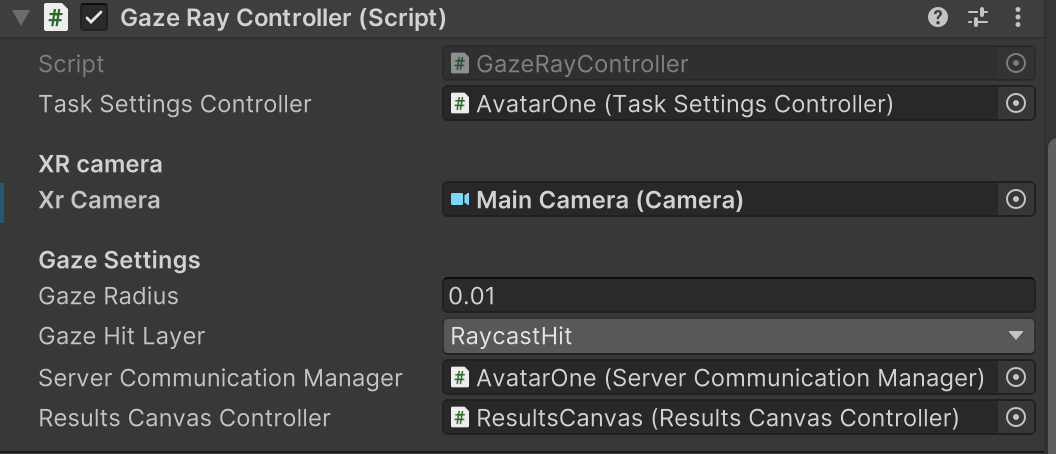 Gaze Ray Controller (Script)
Script GazeRayController
Task Settings Controller AvatarOne (Task Settings Controller)
XR camera
Xr Camera Main Camera (Camera)
Gaze Settings
Gaze Radius 0.01
Gaze Hit Layer RaycastHit
Server Communication Manager AvatarOne (Server Communication Manager)
Results Canvas Controller ResultsCanvas (Results Canvas Controller)